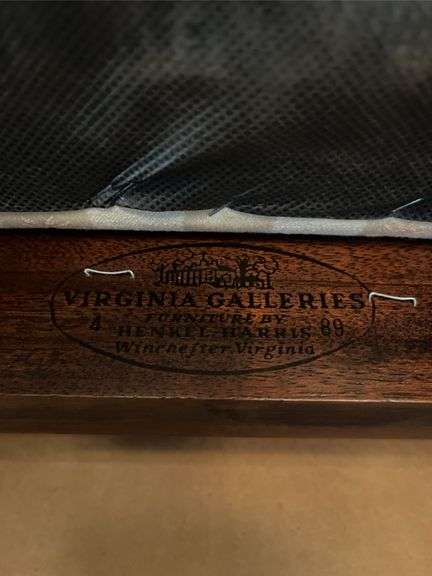 VIRGINIA GALLERIES
FURNITURE BY
4 HENKEL-HARRIS 89
Winchester, Virginia